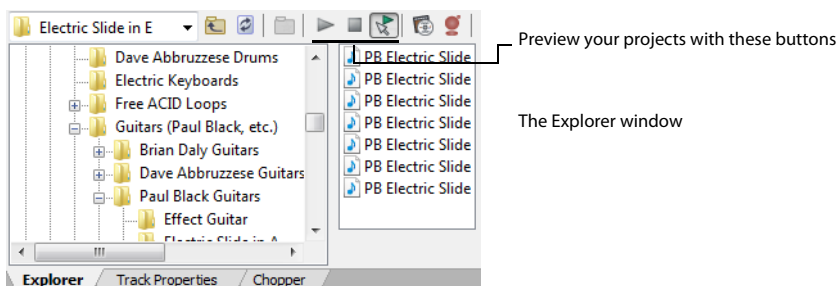 Electric Slide in E
Preview your projects with these buttons
Dave Abbruzzese Drums
Electric Keyboards
Free ACID Loops
Guitars (Paul Black, etc.)
Brian Daly Guitars
Dave Abbruzzese Guitars
Paul Black Guitars
Effect Guitar
Electric Slide in A
PB Electric Slide
PB Electric Slide
PB Electric Slide
PB Electric Slide
PB Electric Slide
PB Electric Slide
PB Electric Slide
The Explorer window
Explorer
Track Properties
Chopper